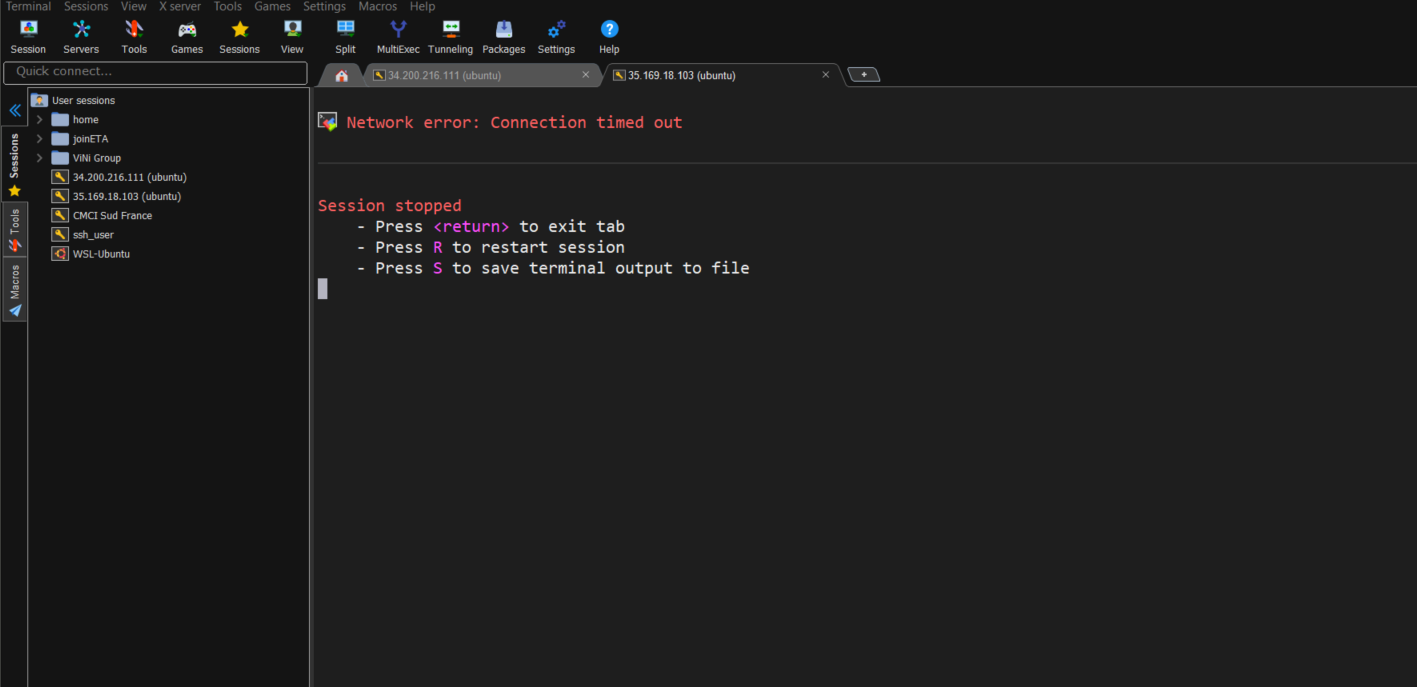 Terminal Sessions View X server Tools Games Settings Macros Help
Session Servers Tools Games Sessions View Split MultiExec Tunneling Packages Settings Help
Quick connect...
34.200.216.111 (ubuntu)
35.169.18.103 (ubuntu)
Sessions
Tools
Macros
User sessions
home
joinETA
ViNi Group
34.200.216.111 (ubuntu)
35.169.18.103 (ubuntu)
CMCI Sud France
ssh_user
WSL-Ubuntu
Network error: Connection timed out
Session stopped
- Press <return> to exit tab
- Press R to restart session
- Press S to save terminal output to file